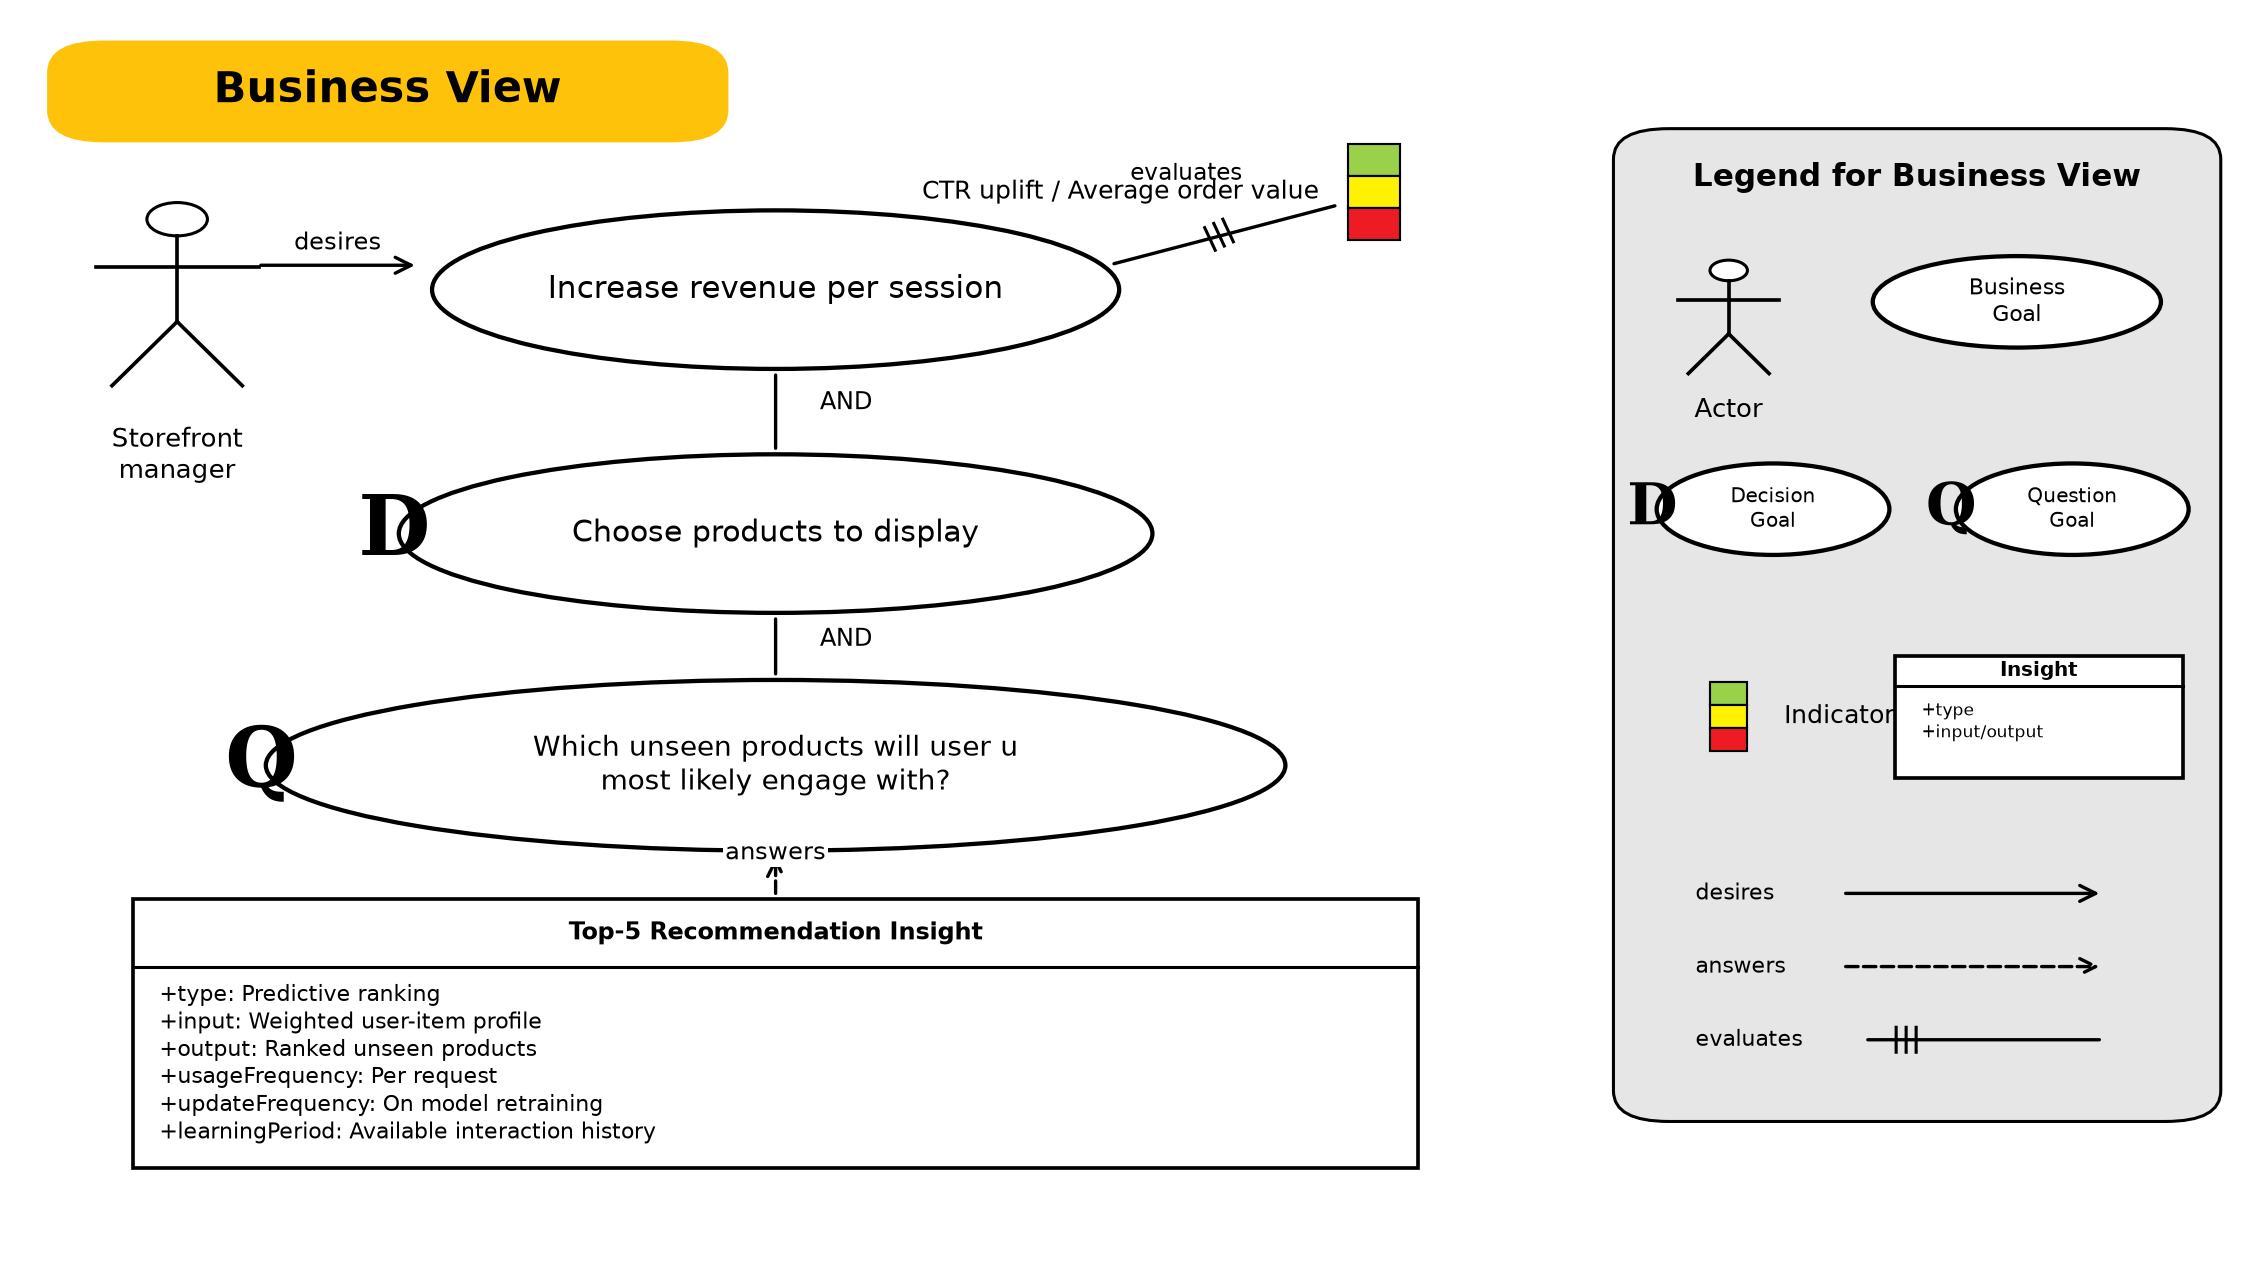 Business View
evaluates
CTR uplift / Average order value
desires
Increase revenue per session
Storefront
manager
AND
D
Choose products to display
AND
Q
Which unseen products will user u
most likely engage with?
answers
Top-5 Recommendation Insight
+type: Predictive ranking
+input: Weighted user-item profile
+output: Ranked unseen products
+usageFrequency: Per request
+updateFrequency: On model retraining
+learningPeriod: Available interaction history
Legend for Business View
Actor
Business
Goal
D
Decision
Goal
Q
Question
Goal
Indicator
Insight
+type
+input/output
desires
answers
evaluates